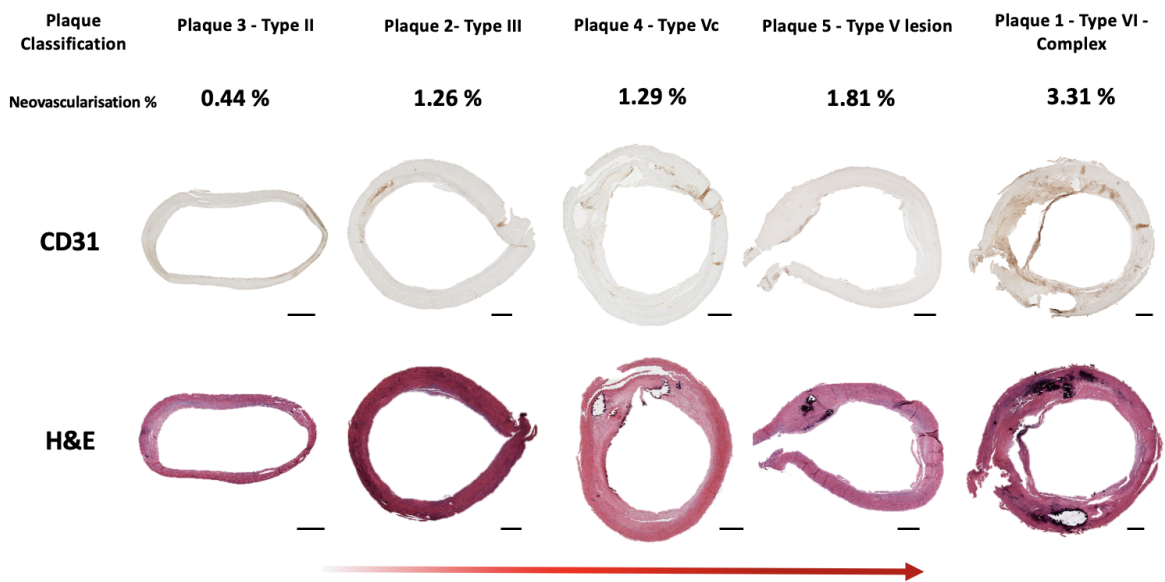 Plaque Classification
Plaque 3 - Type II
Plaque 2- Type III
Plaque 4 - Type Vc
Plaque 5 - Type V lesion
Plaque 1 - Type VI - Complex
Neovascularisation %
0.44 %
1.26 %
1.29 %
1.81 %
3.31 %
CD31
H&E